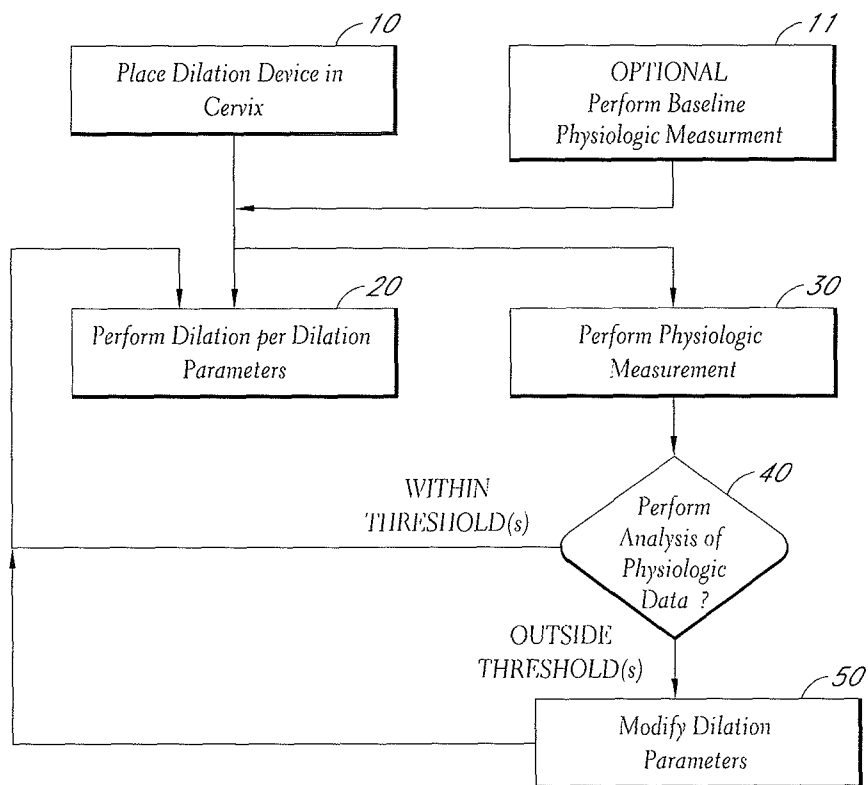 10
Place Dilation Device in
Cervix
11
OPTIONAL
Perform Baseline
Physiologic Measurment
20
Perform Dilation per Dilation
Parameters
30
Perform Physiologic
Measurement
40
Perform
Analysis of
Physiologic
Data ?
WITHIN
THRESHOLD(s)
OUTSIDE
THRESHOLD(s)
50
Modify Dilation
Parameters